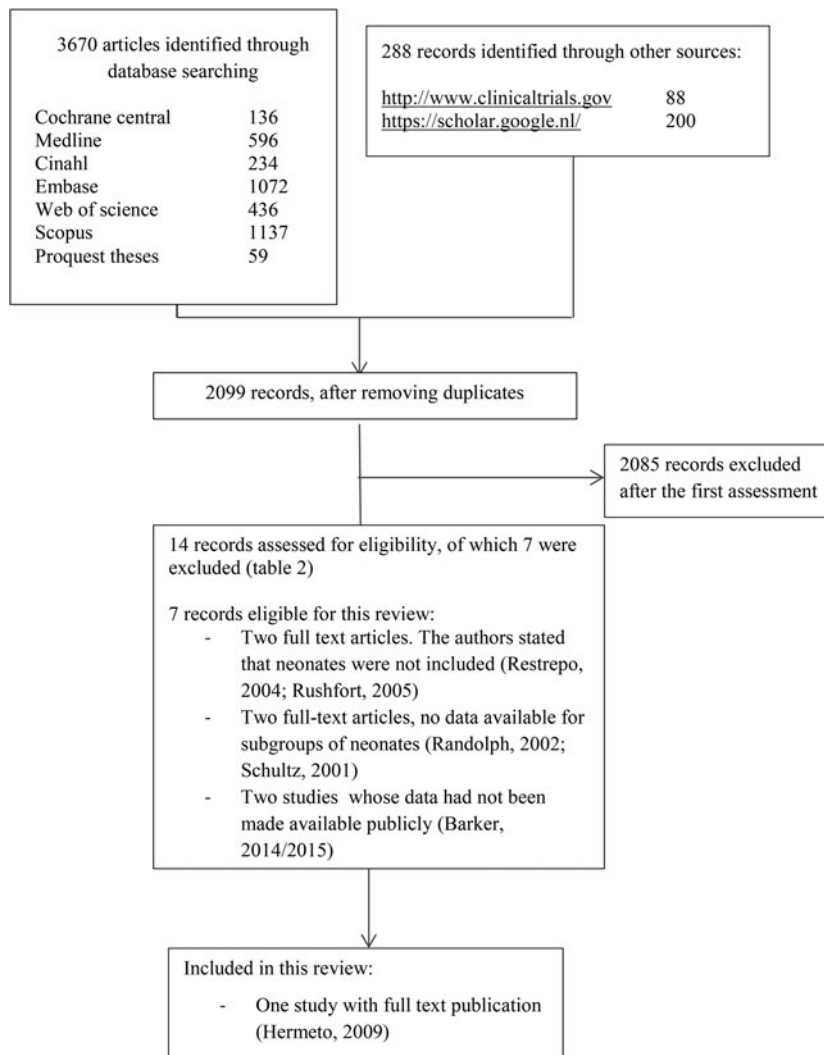 3670 articles identified through
database searching
Cochrane central 136
Medline 596
Cinahl 234
Embase 1072
Web of science 436
Scopus 1137
Proquest theses 59
288 records identified through other sources:
http://www.clinicaltrials.gov 88
https://scholar.google.nl/ 200
2099 records, after removing duplicates
2085 records excluded
after the first assessment
14 records assessed for eligibility, of which 7 were
excluded (table 2)
7 records eligible for this review:
- Two full text articles. The authors stated
that neonates were not included (Restrepo,
2004; Rushfort, 2005)
- Two full-text articles, no data available for
subgroups of neonates (Randolph, 2002;
Schultz, 2001)
- Two studies whose data had not been
made available publicly (Barker,
2014/2015)
Included in this review:
- One study with full text publication
(Hermeto, 2009)